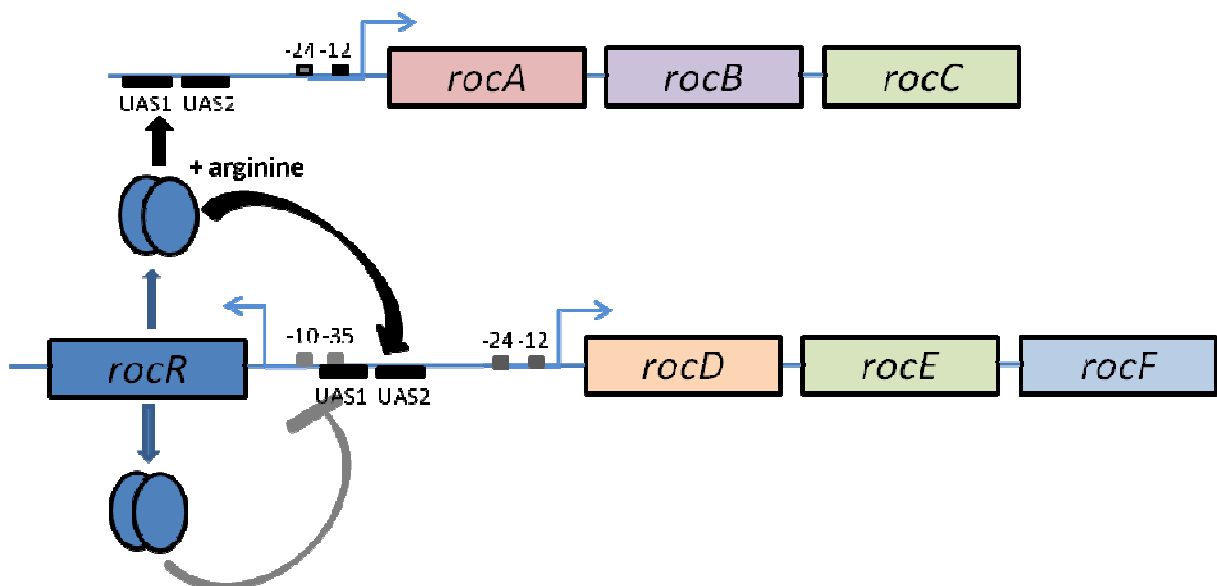 -24 -12
rocA rocB rocC
UAS1 UAS2
+ arginine
-10 -35
-24 -12
rocR
rocD rocE rocF
UAS1 UAS2